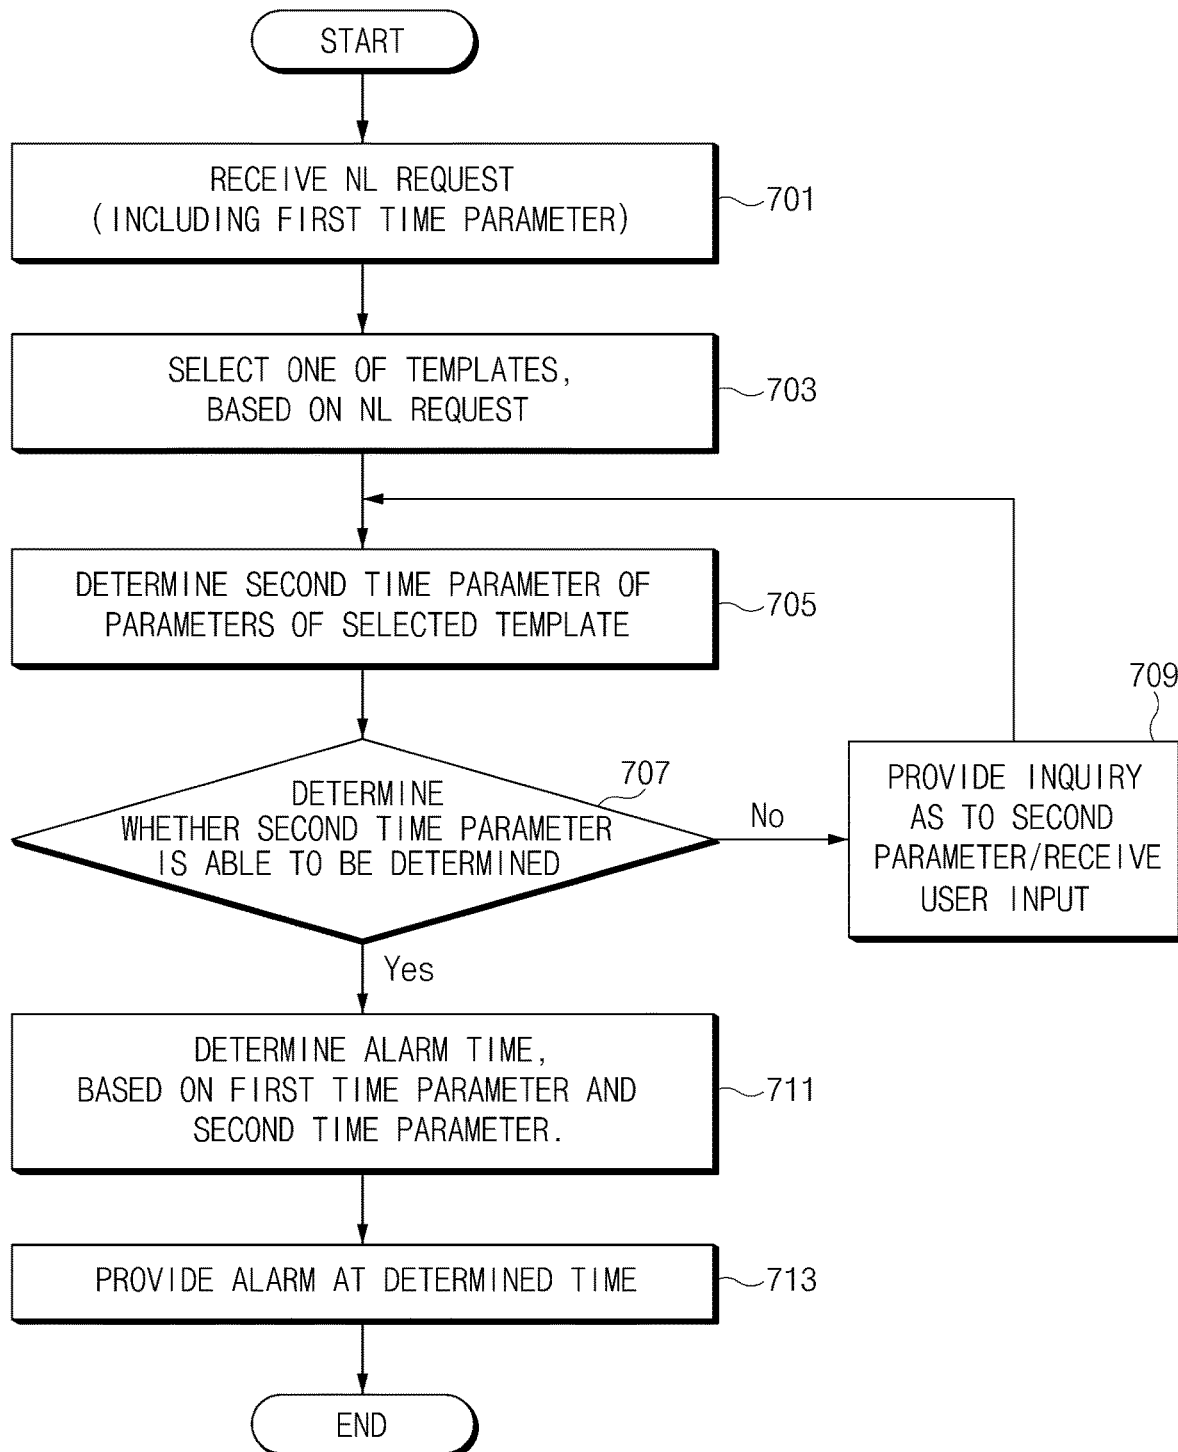 START
RECEIVE NL REQUEST
(INCLUDING FIRST TIME PARAMETER)
701
SELECT ONE OF TEMPLATES,
BASED ON NL REQUEST
703
DETERMINE SECOND TIME PARAMETER OF
PARAMETERS OF SELECTED TEMPLATE
705
DETERMINE
WHETHER SECOND TIME PARAMETER
IS ABLE TO BE DETERMINED
707
No
709
PROVIDE INQUIRY
AS TO SECOND
PARAMETER/RECEIVE
USER INPUT
Yes
DETERMINE ALARM TIME,
BASED ON FIRST TIME PARAMETER AND
SECOND TIME PARAMETER.
711
PROVIDE ALARM AT DETERMINED TIME
713
END